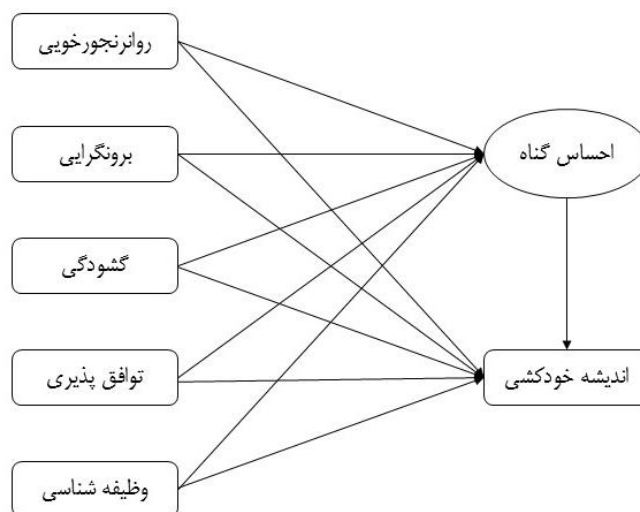 روانرنجورخویی
برونگرایی
گشودگی
توافق پذیری
وظیفه شناسی
احساس گناه
اندیشه خودکشی